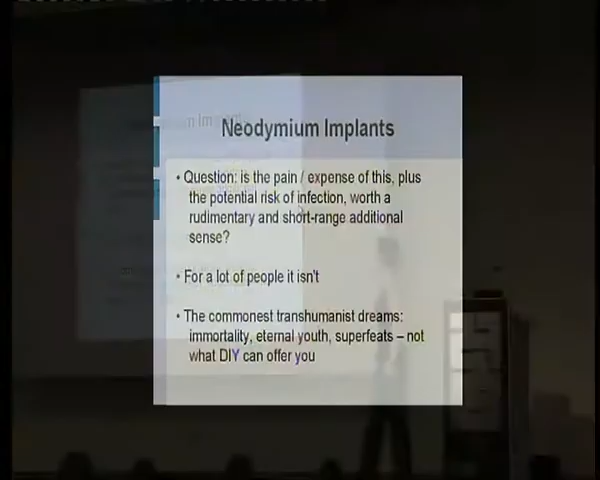 Neodymium Implants
• Question: is the pain / expense of this, plus
the potential risk of infection, worth a
rudimentary and short-range additional
sense?
• For a lot of people it isn't
• The commonest transhumanist dreams:
immortality, eternal youth, superfeats – not
what DIY can offer you